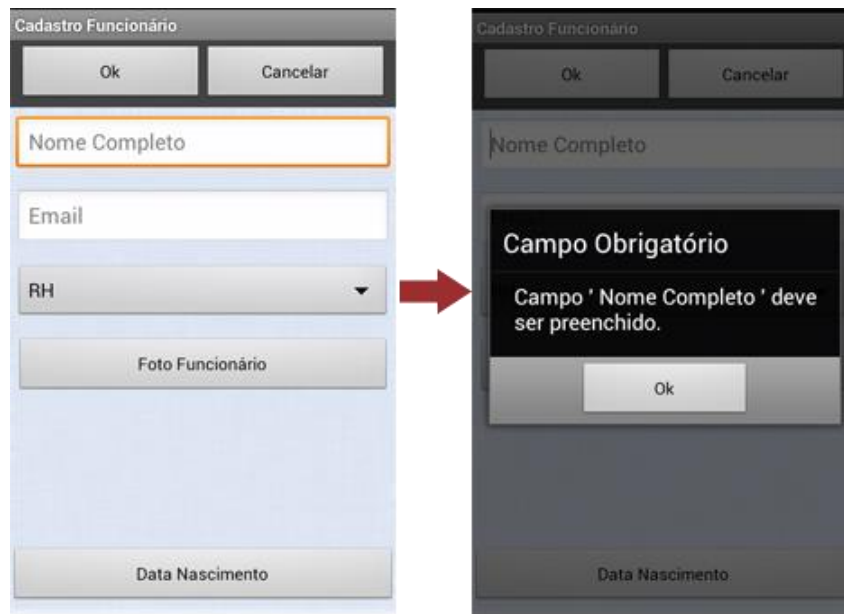 Cadastro Funcionário
Ok
Cancelar
Nome Completo
Email
RH
Foto Funcionário
Data Nascimento
Cadastro Funcionário
Ok
Cancelar
Nome Completo
Campo Obrigatório
Campo ' Nome Completo ' deve
ser preenchido.
Ok
Data Nascimento